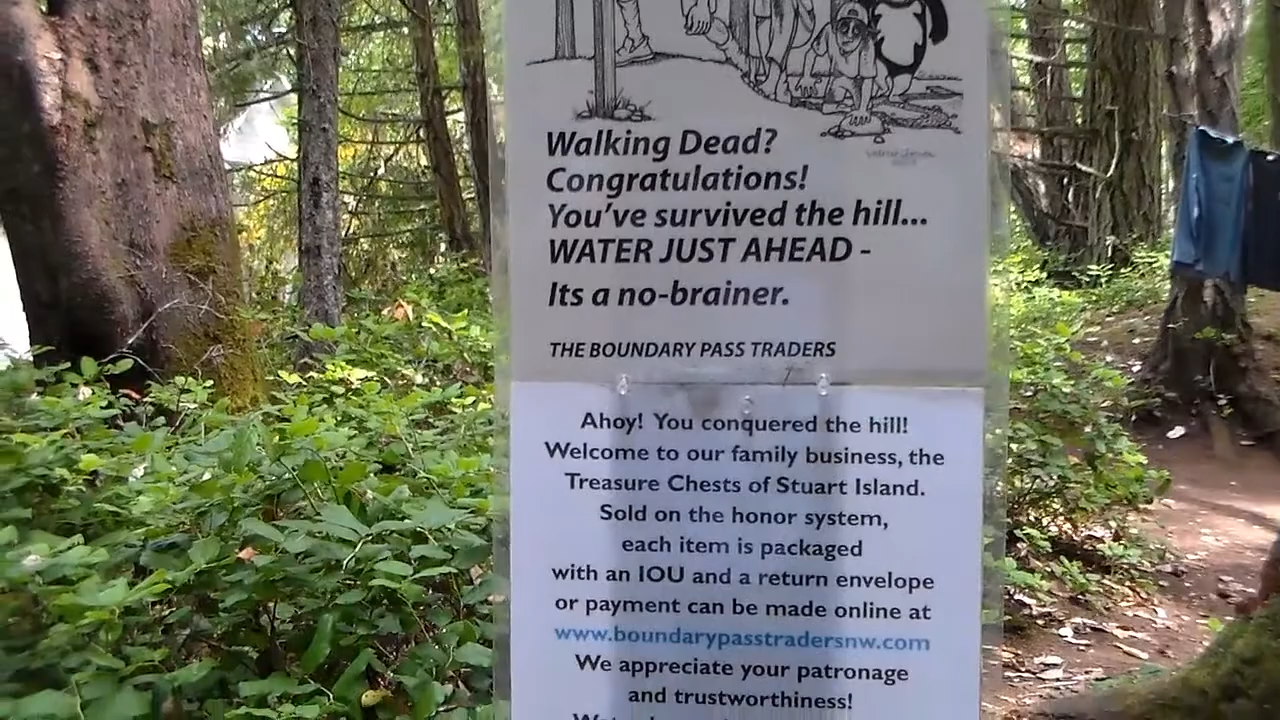 Walking Dead?
Congratulations!
You've survived the hill...
WATER JUST AHEAD -
Its a no-brainer.
THE BOUNDARY PASS TRADERS
Ahoy! You conquered the hill!
Welcome to our family business, the
Treasure Chests of Stuart Island.
Sold on the honor system,
each item is packaged
with an IOU and a return envelope
or payment can be made online at
www.boundarypasstradersnw.com
We appreciate your patronage
and trustworthiness!